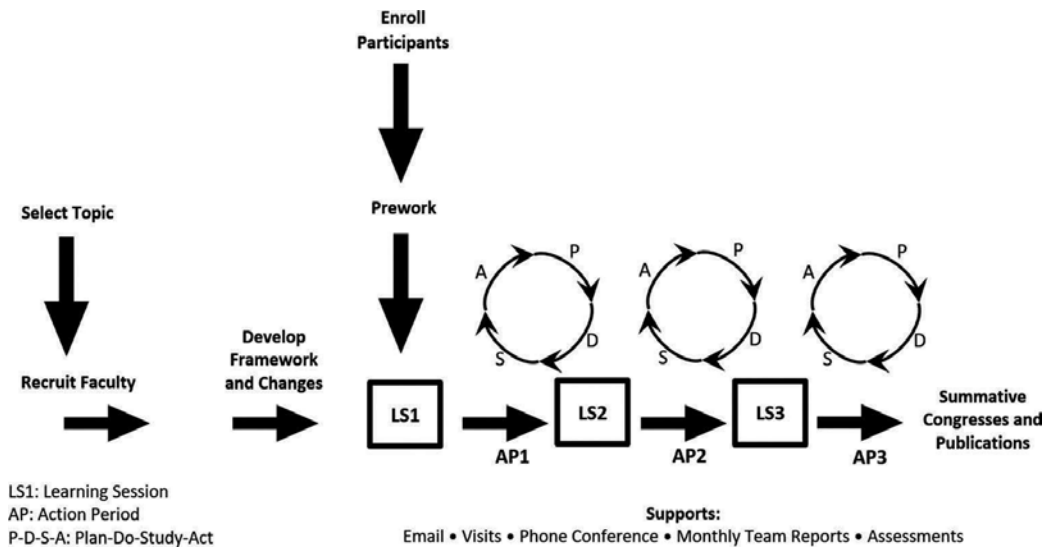 Enroll
Participants
Prework
Select Topic
Recruit Faculty
Develop
Framework
and Changes
LS1
A
P
S
D
AP1
LS2
A
P
S
D
AP2
LS3
A
P
S
D
AP3
Summative
Congresses and
Publications
LS1: Learning Session
AP: Action Period
P-D-S-A: Plan-Do-Study-Act
Supports:
Email • Visits • Phone Conference • Monthly Team Reports • Assessments